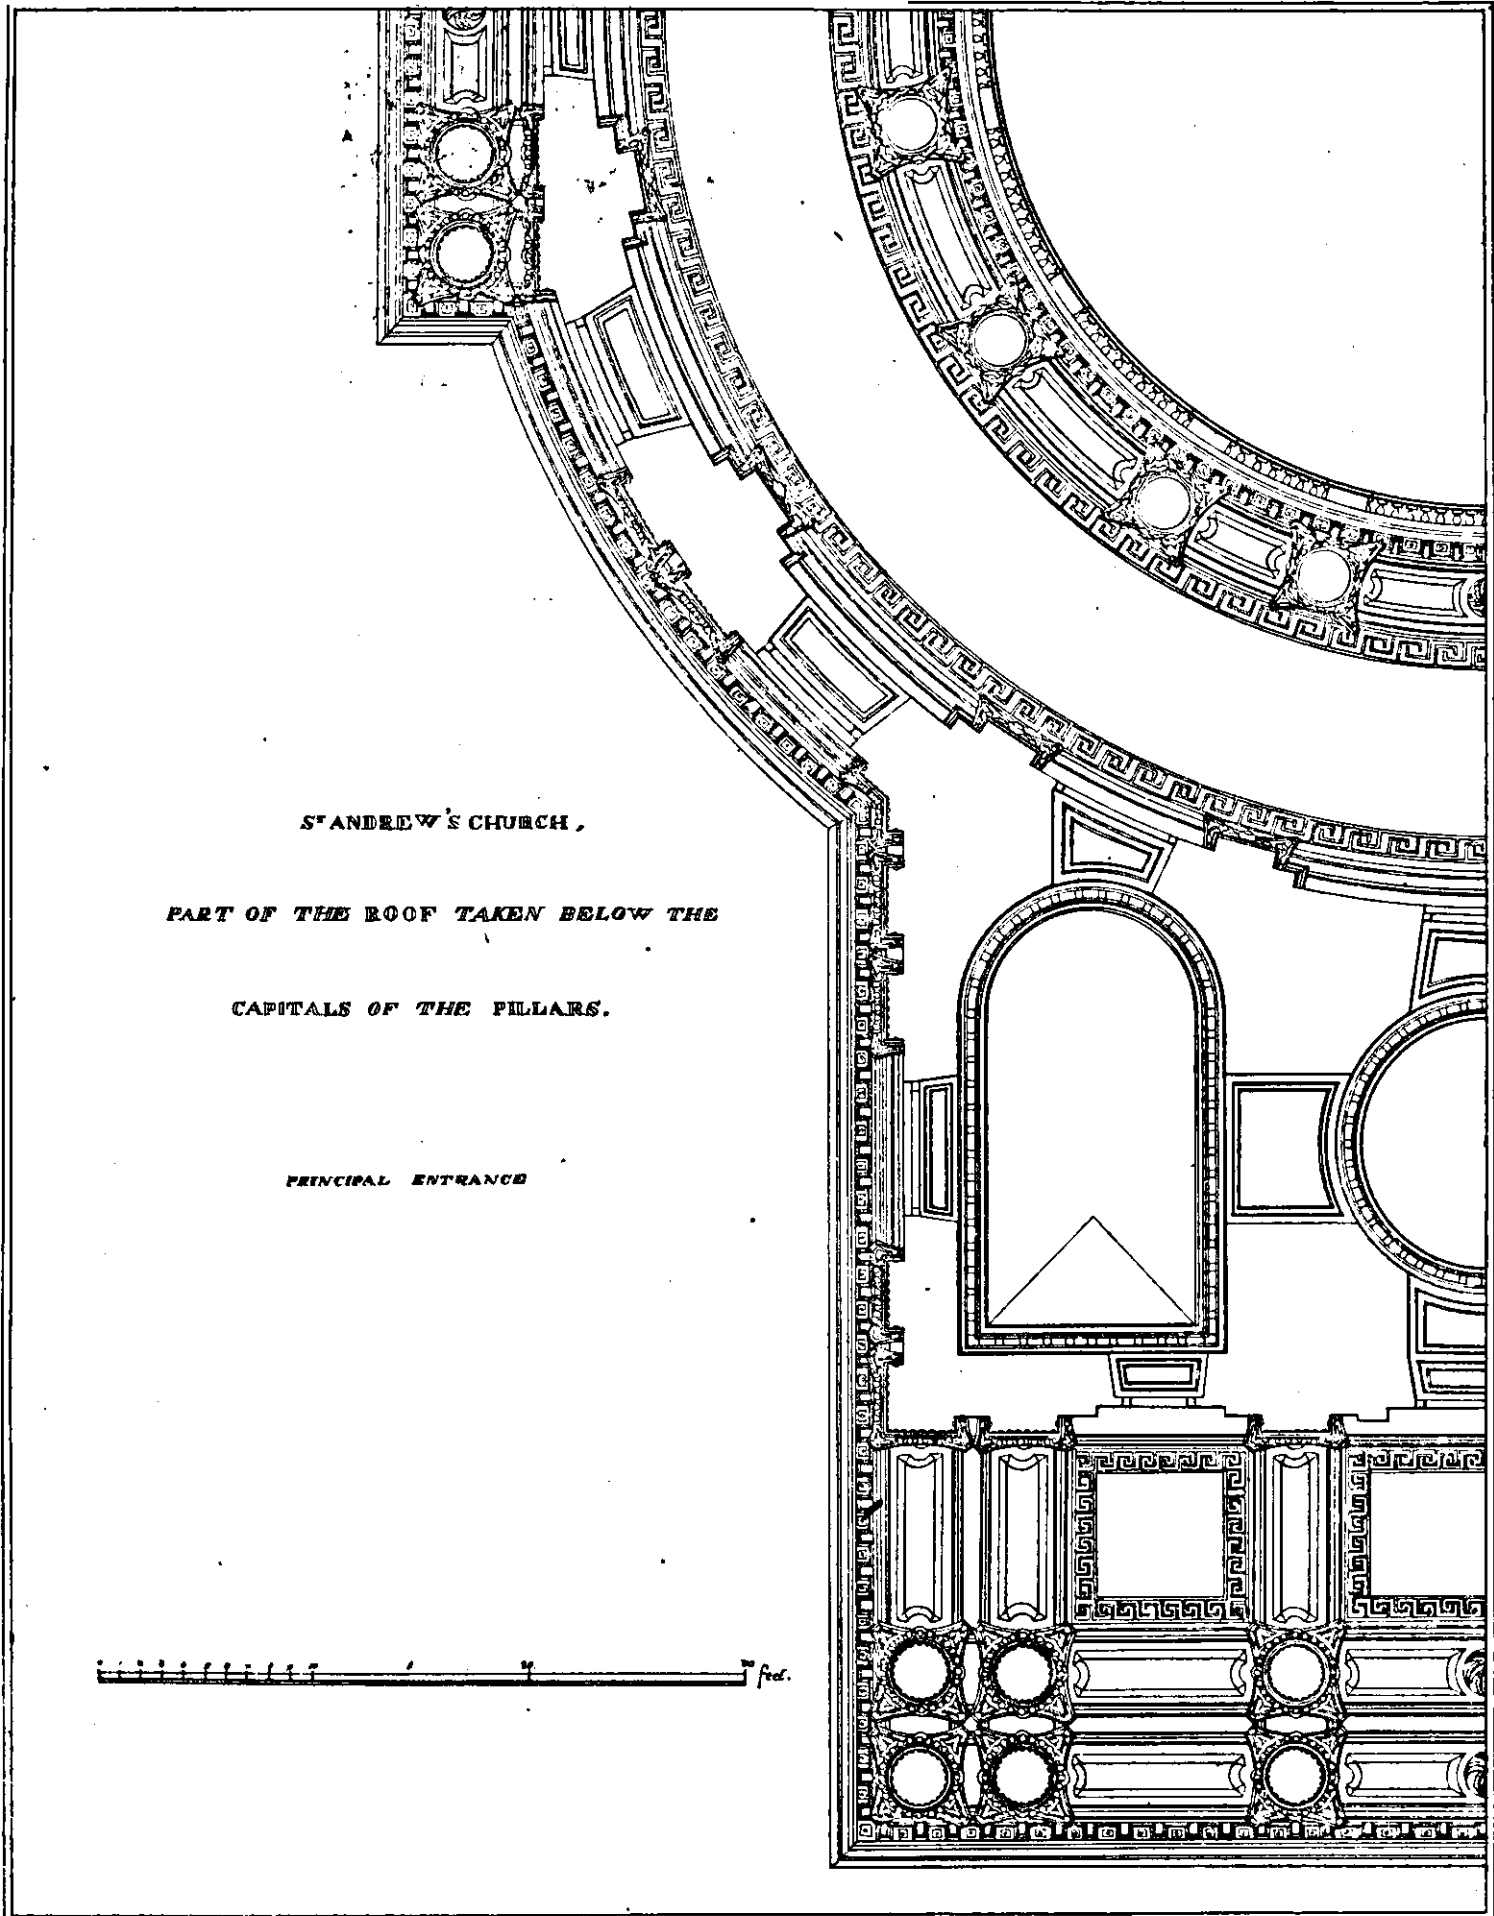 ST ANDREW'S CHURCH,
PART OF THE ROOF TAKEN BELOW THE
CAPITALS OF THE PILLARS.
PRINCIPAL ENTRANCE
feet.